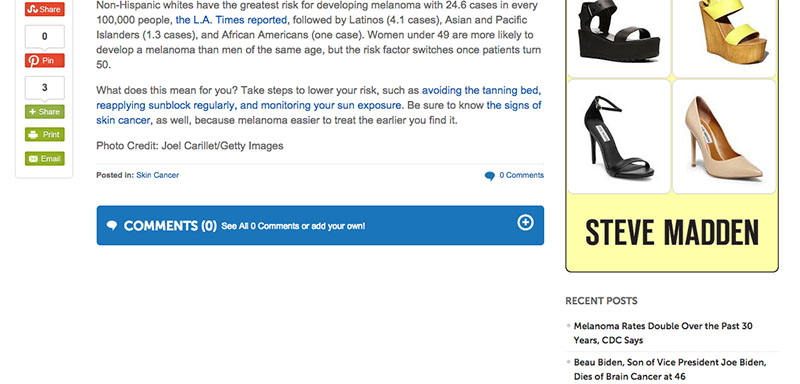 Share
0
Pin
3
+ Share
Print
Email
Non-Hispanic whites have the greatest risk for developing melanoma with 24.6 cases in every
100,000 people, the L.A. Times reported, followed by Latinos (4.1 cases), Asian and Pacific
Islanders (1.3 cases), and African Americans (one case). Women under 49 are more likely to
develop a melanoma than men of the same age, but the risk factor switches once patients turn
50.
What does this mean for you? Take steps to lower your risk, such as avoiding the tanning bed,
reapplying sunblock regularly, and monitoring your sun exposure. Be sure to know the signs of
skin cancer, as well, because melanoma easier to treat the earlier you find it.
Photo Credit: Joel Carillet/Getty Images
Posted in: Skin Cancer
0 Comments
COMMENTS (0) See All 0 Comments or add your own!
STEVE MADDEN
RECENT POSTS
Melanoma Rates Double Over the Past 30
Years, CDC Says
Beau Biden, Son of Vice President Joe Biden,
Dies of Brain Cancer at 46